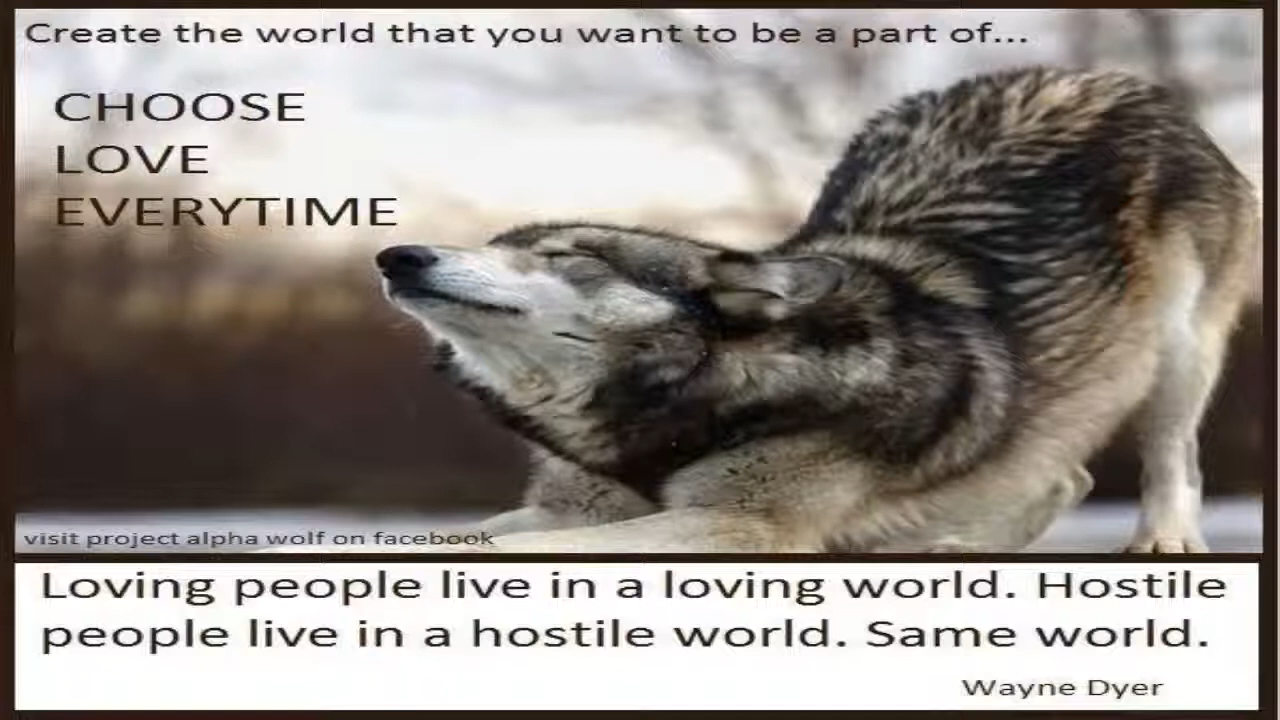 Create the world that you want to be a part of...
CHOOSE
LOVE
EVERYTIME
visit project alpha wolf on facebook
Loving people live in a loving world. Hostile
people live in a hostile world. Same world.
Wayne Dyer